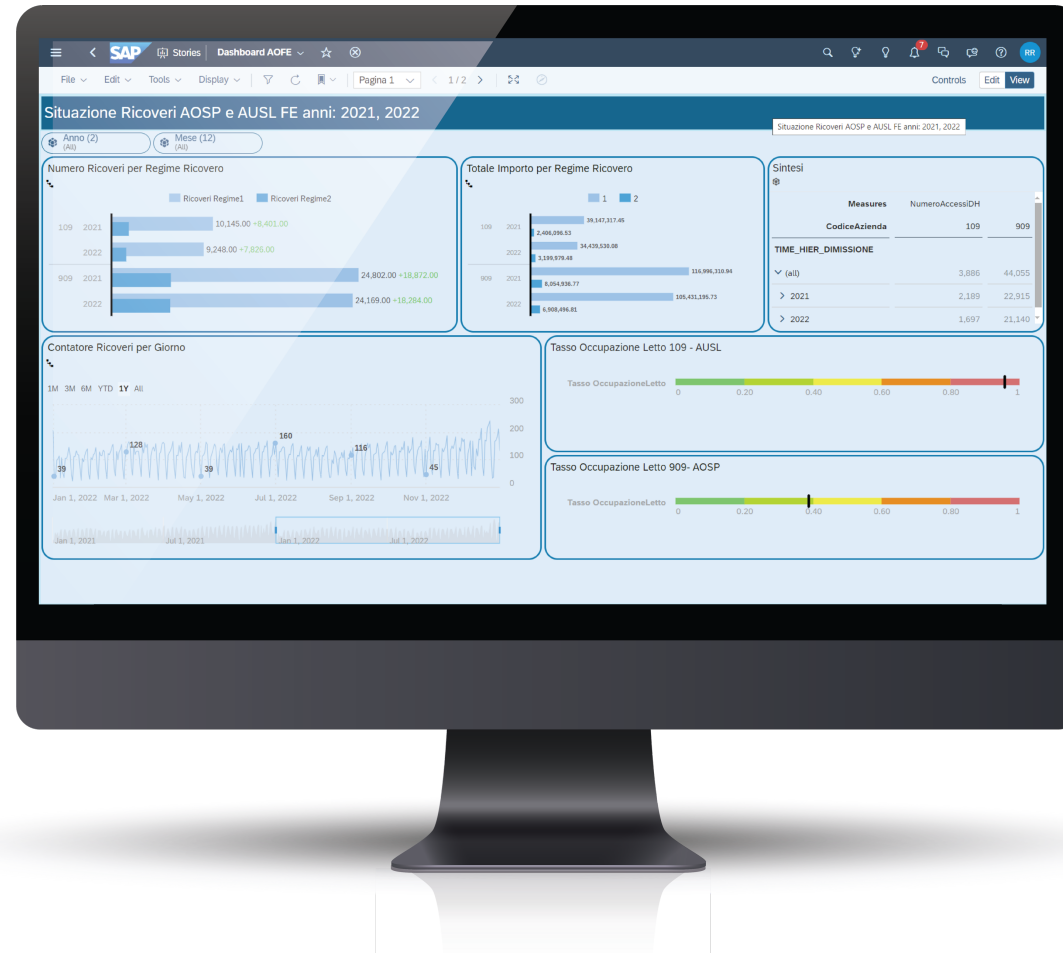 SAP Stories Dashboard AOFE 7 RR
File Edit Tools Display Pagina 1 1/2 Controls Edit View
Situazione Ricoveri AOSP e AUSL FE anni: 2021, 2022
Situazione Ricoveri AOSP e AUSL FE anni: 2021, 2022
Anno (2)
(All)
Mese (12)
(All)
Numero Ricoveri per Regime Ricovero
Ricoveri Regime1 Ricoveri Regime2
109 2021 10,145.00 +8,401.00
2022 9,248.00 +7,826.00
909 2021 24,802.00 +18,872.00
2022 24,169.00 +18,284.00
Totale Importo per Regime Ricovero
1 2
109 2021 39,147,317.45
2,406,096.53
2022 34,439,530.08
3,199,979.48
909 2021 116,996,310.94
8,054,936.77
2022 105,431,195.73
6,908,496.81
Sintesi
Measures NumeroAccessiDH
CodiceAzienda 109 909
TIME_HIER_DIMISSIONE
(all) 3,886 44,055
2021 2,189 22,915
2022 1,697 21,140
Contatore Ricoveri per Giorno
1M 3M 6M YTD 1Y All
300
200
100
0
39 128 39 160 116 45
Jan 1, 2022 Mar 1, 2022 May 1, 2022 Jul 1, 2022 Sep 1, 2022 Nov 1, 2022
Jan 1, 2021 Jul 1, 2021 Jan 1, 2022 Jul 1, 2022
Tasso Occupazione Letto 109 - AUSL
Tasso OccupazioneLetto
0 0.20 0.40 0.60 0.80 1
Tasso Occupazione Letto 909- AOSP
Tasso OccupazioneLetto
0 0.20 0.40 0.60 0.80 1